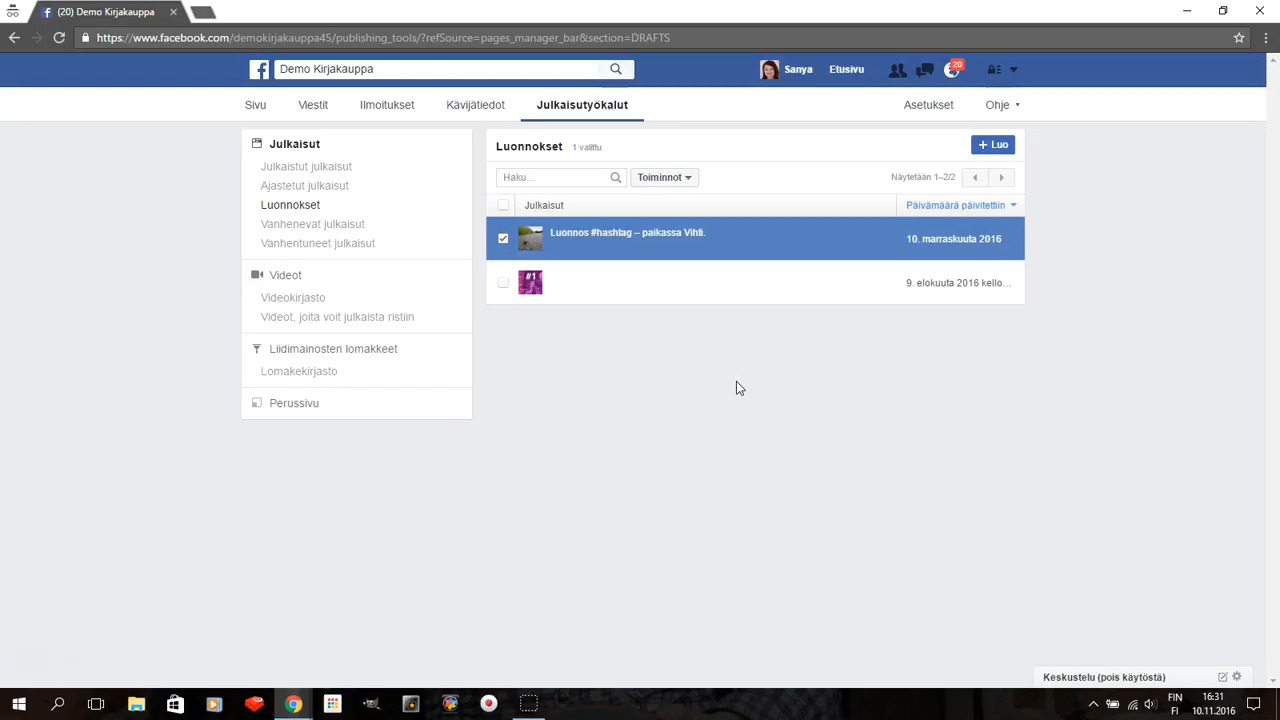 (20) Demo Kirjakauppa
https://www.facebook.com/demokirjakauppa45/publishing_tools/?refSource=pages_manager_bar&section=DRAFTS
Demo Kirjakauppa
Sanya
Etusivu
20
Sivu
Viestit
Ilmoitukset
Kävijätiedot
Julkaisutyökalut
Asetukset
Ohje
Julkaisut
Julkaistut julkaisut
Ajastetut julkaisut
Luonnokset
Vanhenevat julkaisut
Vanhentuneet julkaisut
Videot
Videokirjasto
Videot, joita voit julkaista ristiin
Liidimainosten lomakkeet
Lomakekirjasto
Perussivu
Luonnokset 1 valittu
+ Luo
Haku...
Toiminnot
Näytetään 1–2/2
Julkaisut
Päivämäärä päivitettiin
Luonnos #hashtag – paikassa Vihti.
10. marraskuuta 2016
#1
9. elokuuta 2016 kello...
Keskustelu (pois käytöstä)
FIN
FI
16:31
10.11.2016